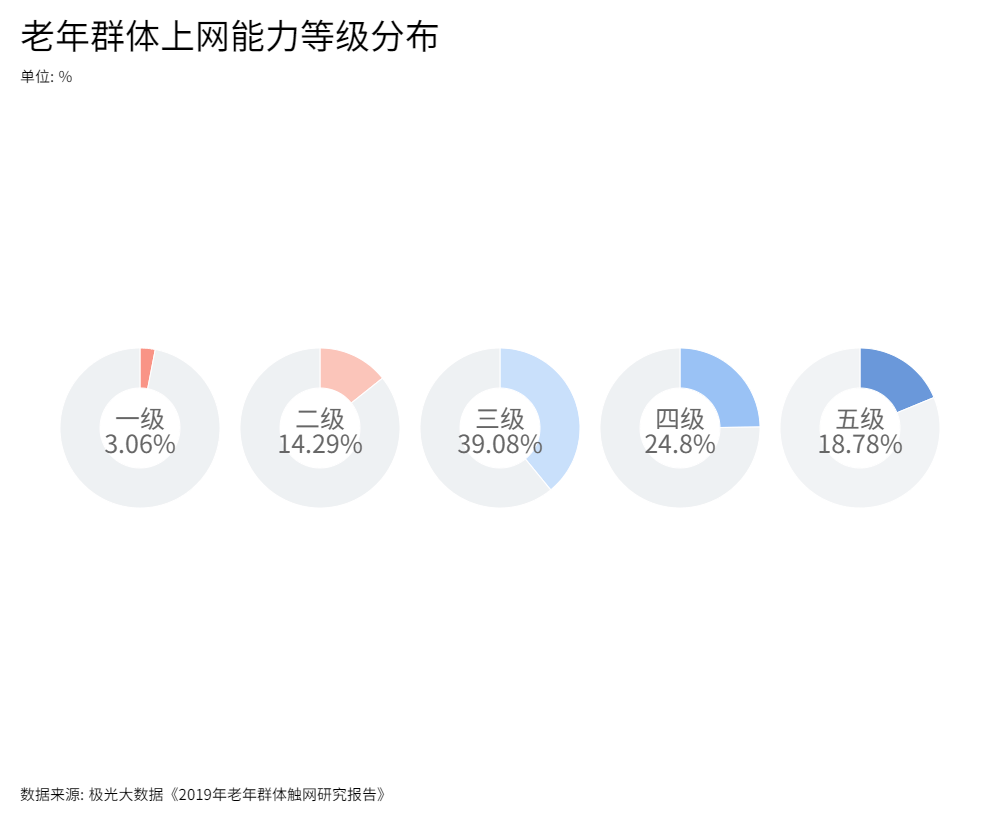 老年群体上网能力等级分布
单位: %
一级
3.06%
二级
14.29%
三级
39.08%
四级
24.8%
五级
18.78%
数据来源: 极光大数据《2019年老年群体触网研究报告》